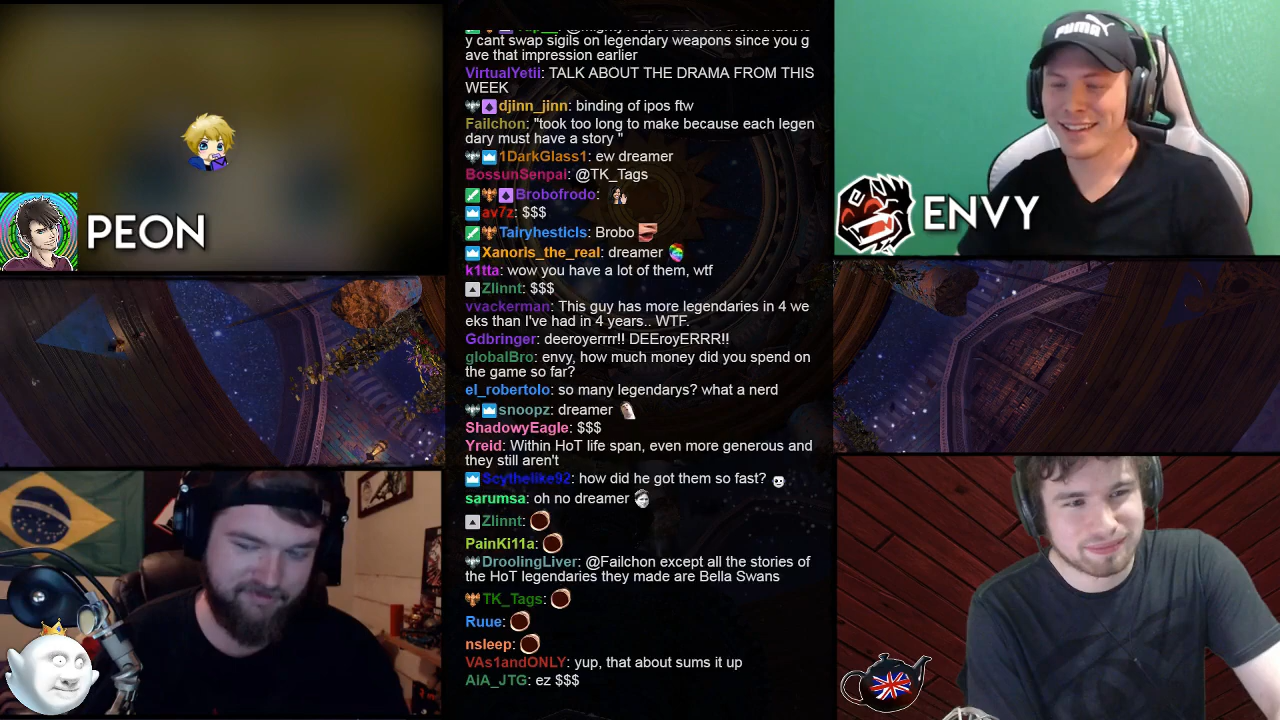 y cant swap sigils on legendary weapons since you g
ave that impression earlier
VirtualYetii: TALK ABOUT THE DRAMA FROM THIS
WEEK
djinn_jinn: binding of ipos ftw
Failchon: "took too long to make because each legen
dary must have a story "
1DarkGlass1: ew dreamer
BossunSenpai: @TK_Tags
Brobofrodo:
av7z: $$$
Tairyhesticls: Brobo
Xanoris_the_real: dreamer
k1tta: wow you have a lot of them, wtf
Zlinnt: $$$
vvackerman: This guy has more legendaries in 4 we
eks than I've had in 4 years.. WTF.
Gdbringer: deeroyerrrr!! DEEroyERRR!!
globalBro: envy, how much money did you spend on
the game so far?
el_robertolo: so many legendarys? what a nerd
snoopz: dreamer
ShadowyEagle: $$$
Yreid: Within HoT life span, even more generous and
they still aren't
Scythelike92: how did he got them so fast?
sarumsa: oh no dreamer
Zlinnt:
PainKi11a:
DroolingLiver: @Failchon except all the stories of
the HoT legendaries they made are Bella Swans
TK_Tags:
Ruue:
nsleep:
VAs1andONLY: yup, that about sums it up
AiA_JTG: ez $$$
PEON
PUMA
ENVY